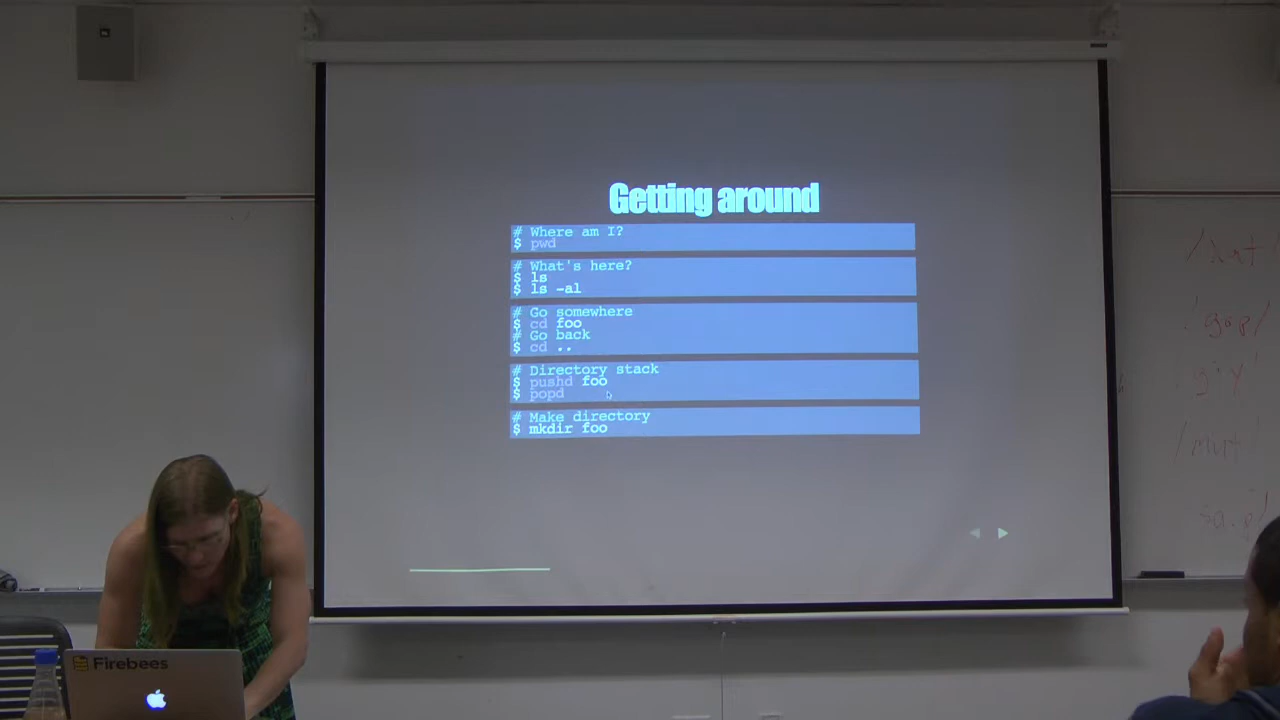 Getting around
# Where am I?
$ pwd
# What's here?
$ ls
$ ls -al
# Go somewhere
$ cd foo
# Go back
$ cd ..
# Directory stack
$ pushd foo
$ popd
# Make directory
$ mkdir foo
Firebees